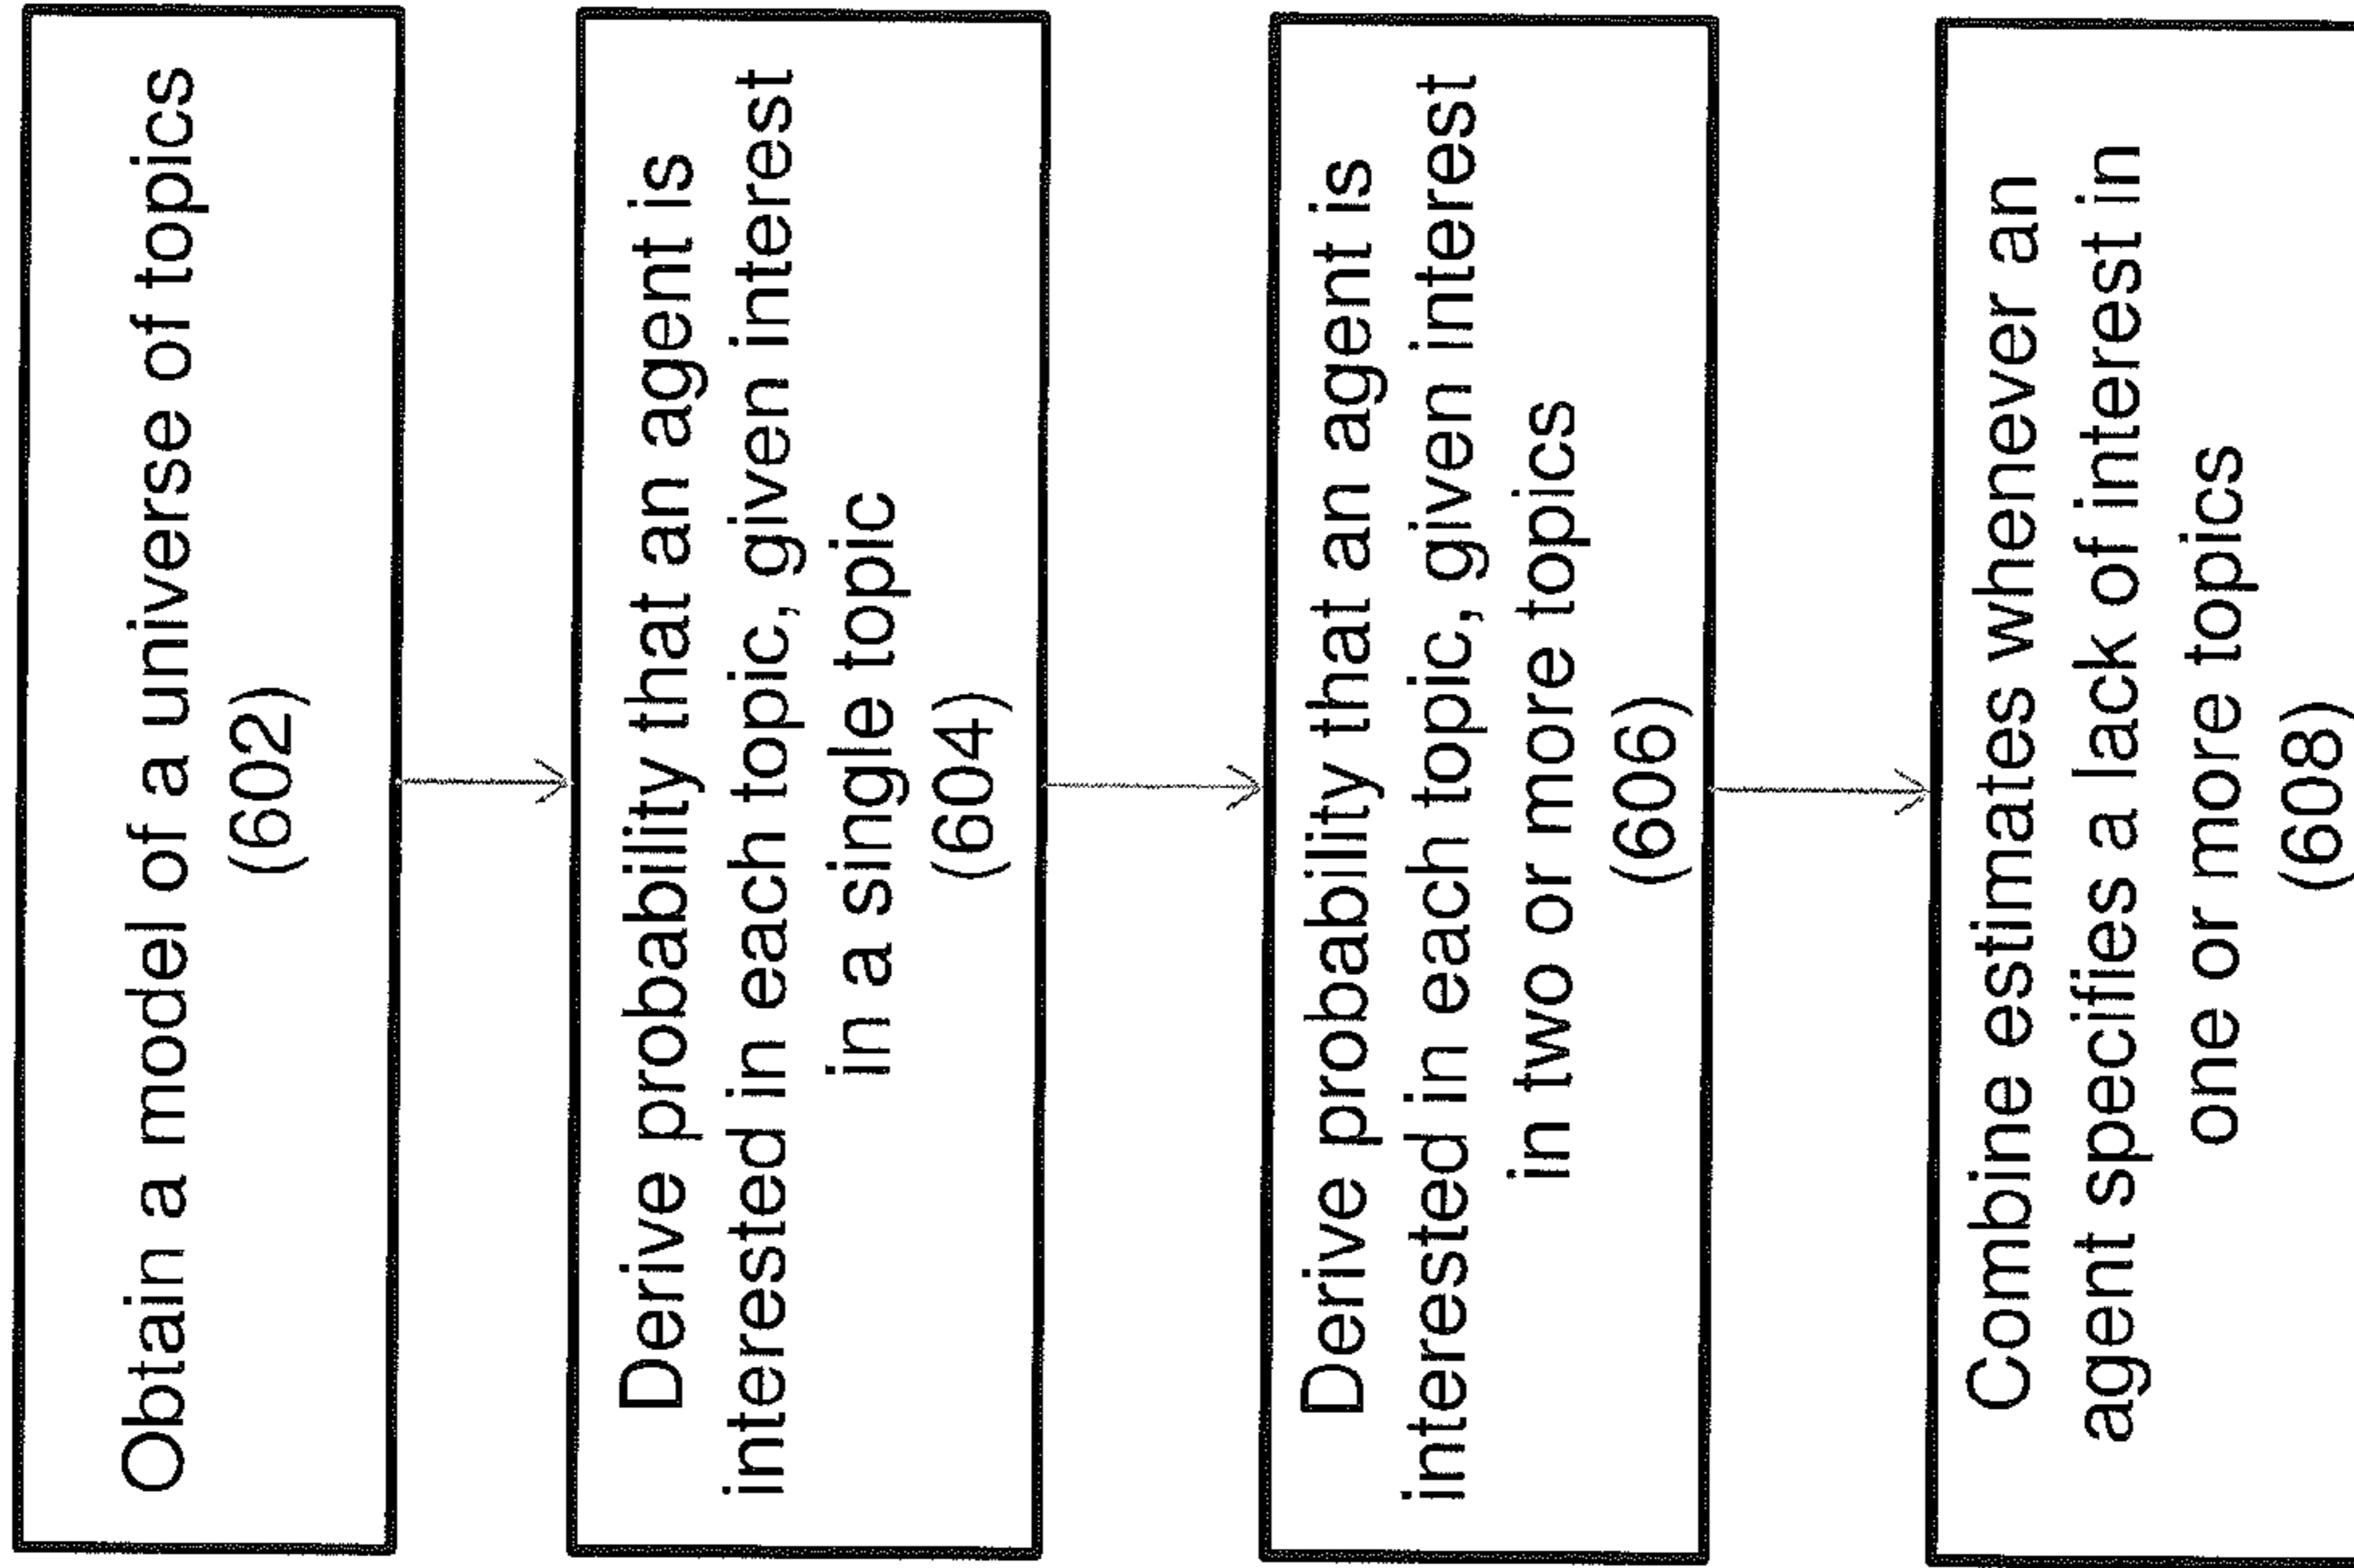 Obtain a model of a universe of topics
(602)
Derive probability that an agent is
interested in each topic, given interest
in a single topic
(604)
Derive probability that an agent is
interested in each topic, given interest
in two or more topics
(606)
Combine estimates whenever an
agent specifies a lack of interest in
one or more topics
(608)